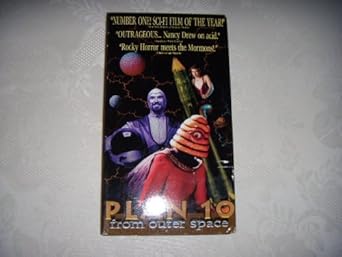 "NUMBER ONE! SCI-FI FILM OF THE YEAR!"
"OUTRAGEOUS... Nancy Drew on acid."
"Rocky Horror meets the Mormons!."
PLAN 10
from outer space